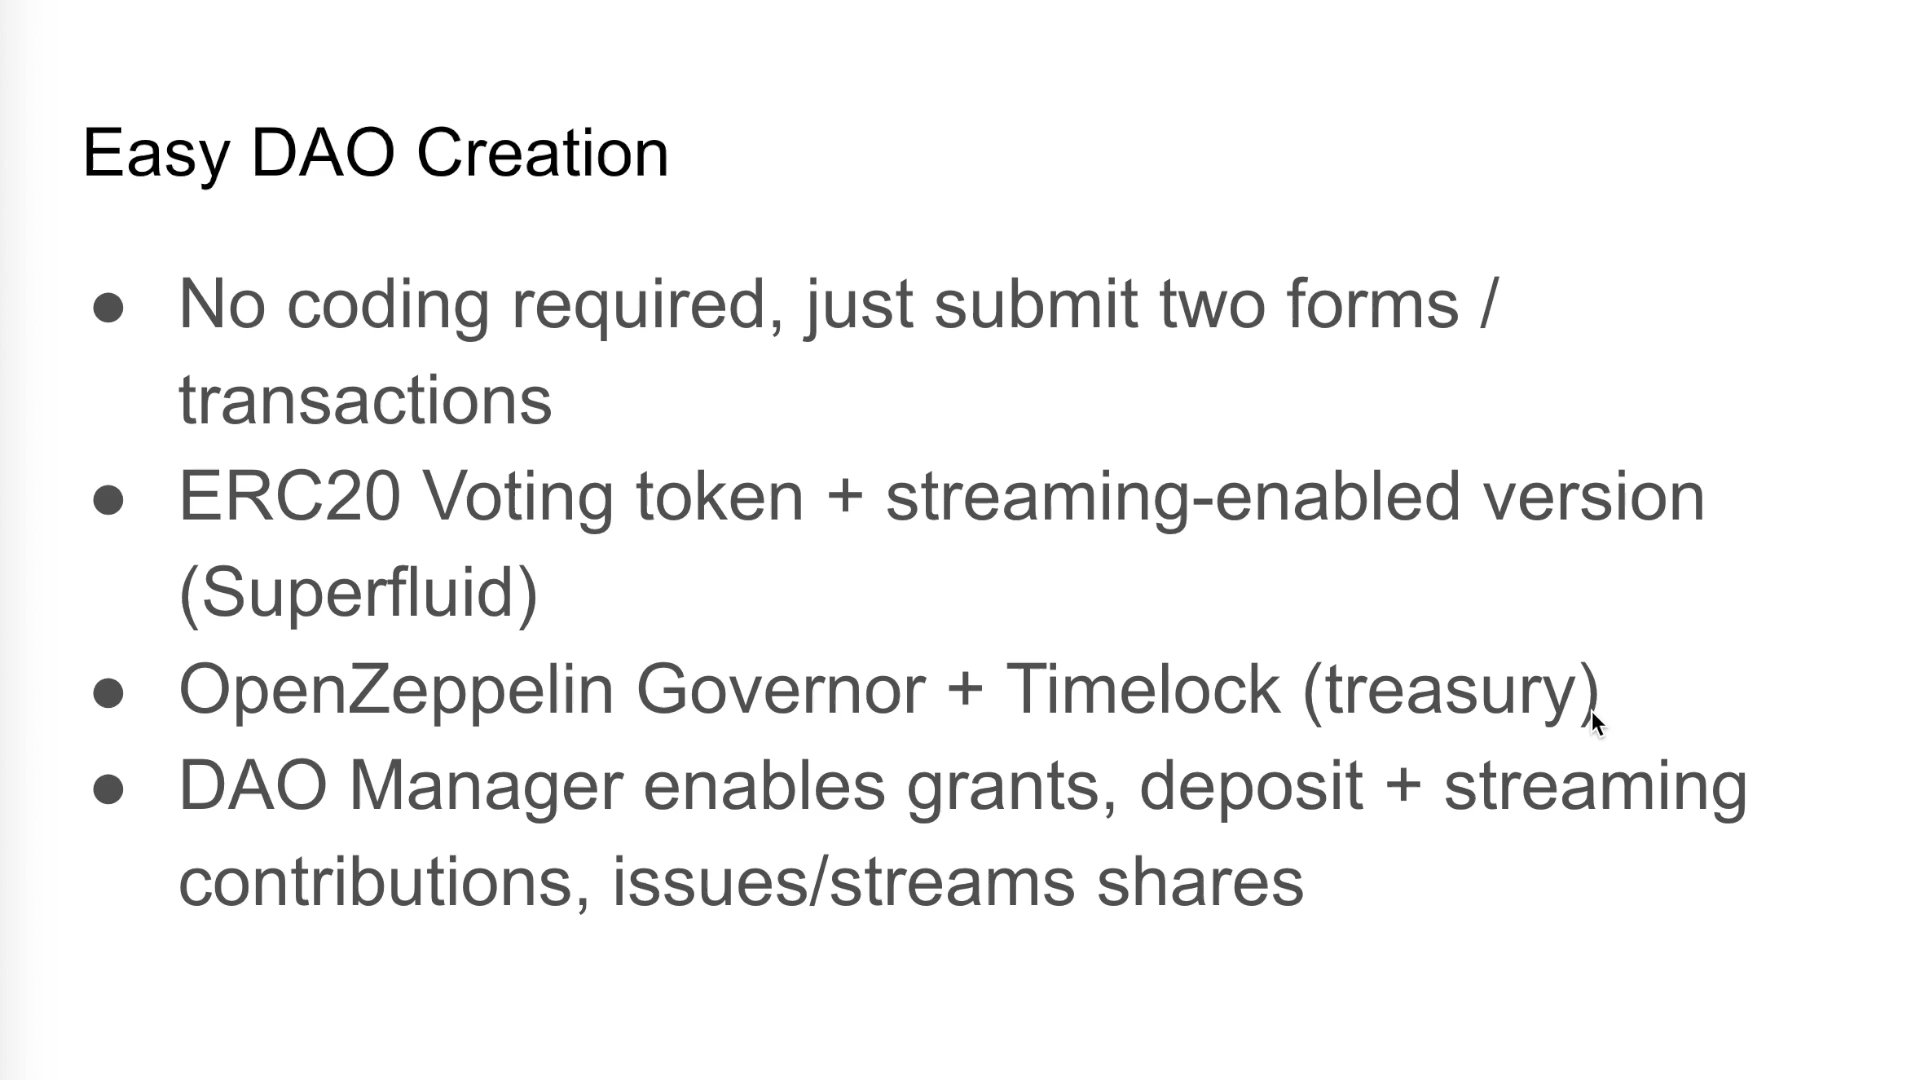 Easy DAO Creation
● No coding required, just submit two forms /
transactions
● ERC20 Voting token + streaming-enabled version
(Superfluid)
● OpenZeppelin Governor + Timelock (treasury)
● DAO Manager enables grants, deposit + streaming
contributions, issues/streams shares